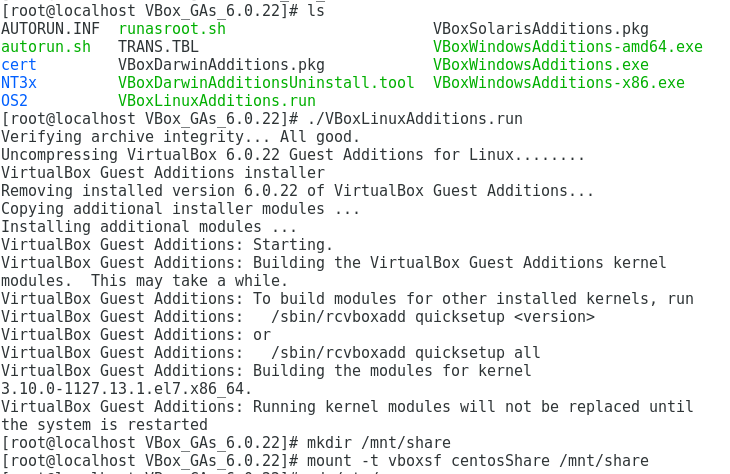 [root@localhost VBox_GAs_6.0.22]# ls
AUTORUN.INF  runasroot.sh                       VBoxSolarisAdditions.pkg
autorun.sh   TRANS.TBL                          VBoxWindowsAdditions-amd64.exe
cert         VBoxDarwinAdditions.pkg            VBoxWindowsAdditions.exe
NT3x         VBoxDarwinAdditionsUninstall.tool  VBoxWindowsAdditions-x86.exe
OS2          VBoxLinuxAdditions.run
[root@localhost VBox_GAs_6.0.22]# ./VBoxLinuxAdditions.run
Verifying archive integrity... All good.
Uncompressing VirtualBox 6.0.22 Guest Additions for Linux........
VirtualBox Guest Additions installer
Removing installed version 6.0.22 of VirtualBox Guest Additions...
Copying additional installer modules ...
Installing additional modules ...
VirtualBox Guest Additions: Starting.
VirtualBox Guest Additions: Building the VirtualBox Guest Additions kernel
modules.  This may take a while.
VirtualBox Guest Additions: To build modules for other installed kernels, run
VirtualBox Guest Additions:   /sbin/rcvboxadd quicksetup <version>
VirtualBox Guest Additions: or
VirtualBox Guest Additions:   /sbin/rcvboxadd quicksetup all
VirtualBox Guest Additions: Building the modules for kernel
3.10.0-1127.13.1.el7.x86_64.
VirtualBox Guest Additions: Running kernel modules will not be replaced until
the system is restarted
[root@localhost VBox_GAs_6.0.22]# mkdir /mnt/share
[root@localhost VBox_GAs_6.0.22]# mount -t vboxsf centosShare /mnt/share